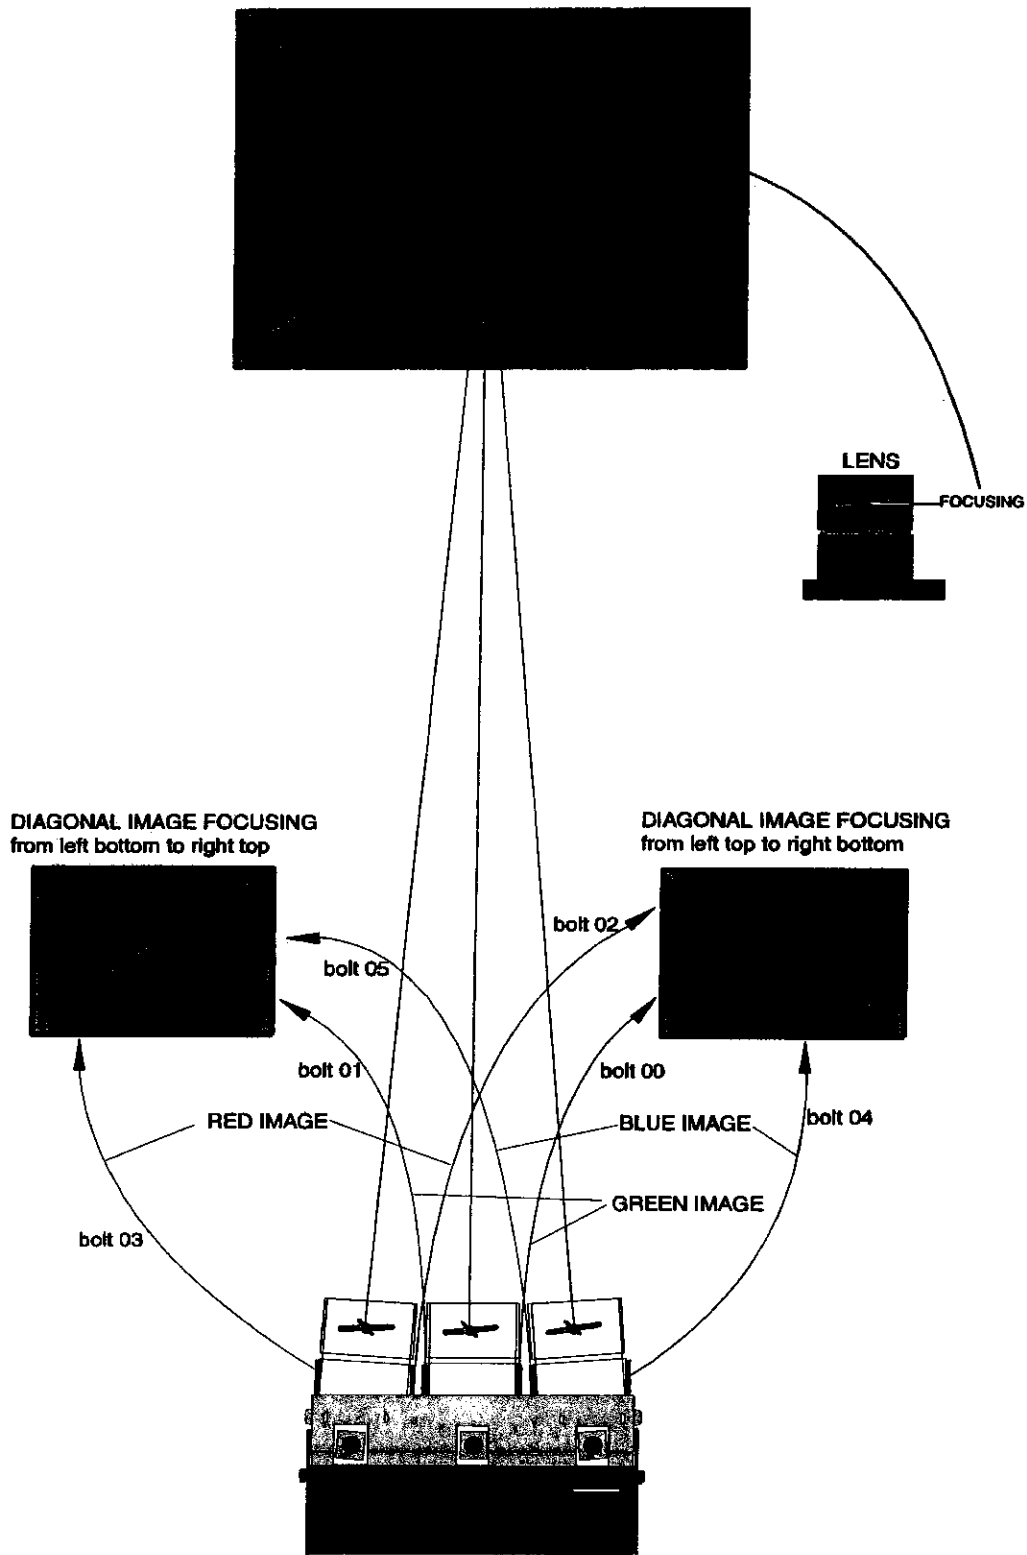 LENS
FOCUSING
DIAGONAL IMAGE FOCUSING
from left bottom to right top
DIAGONAL IMAGE FOCUSING
from left top to right bottom
bolt 02
bolt 05
bolt 01
bolt 00
RED IMAGE
BLUE IMAGE
bolt 04
GREEN IMAGE
bolt 03